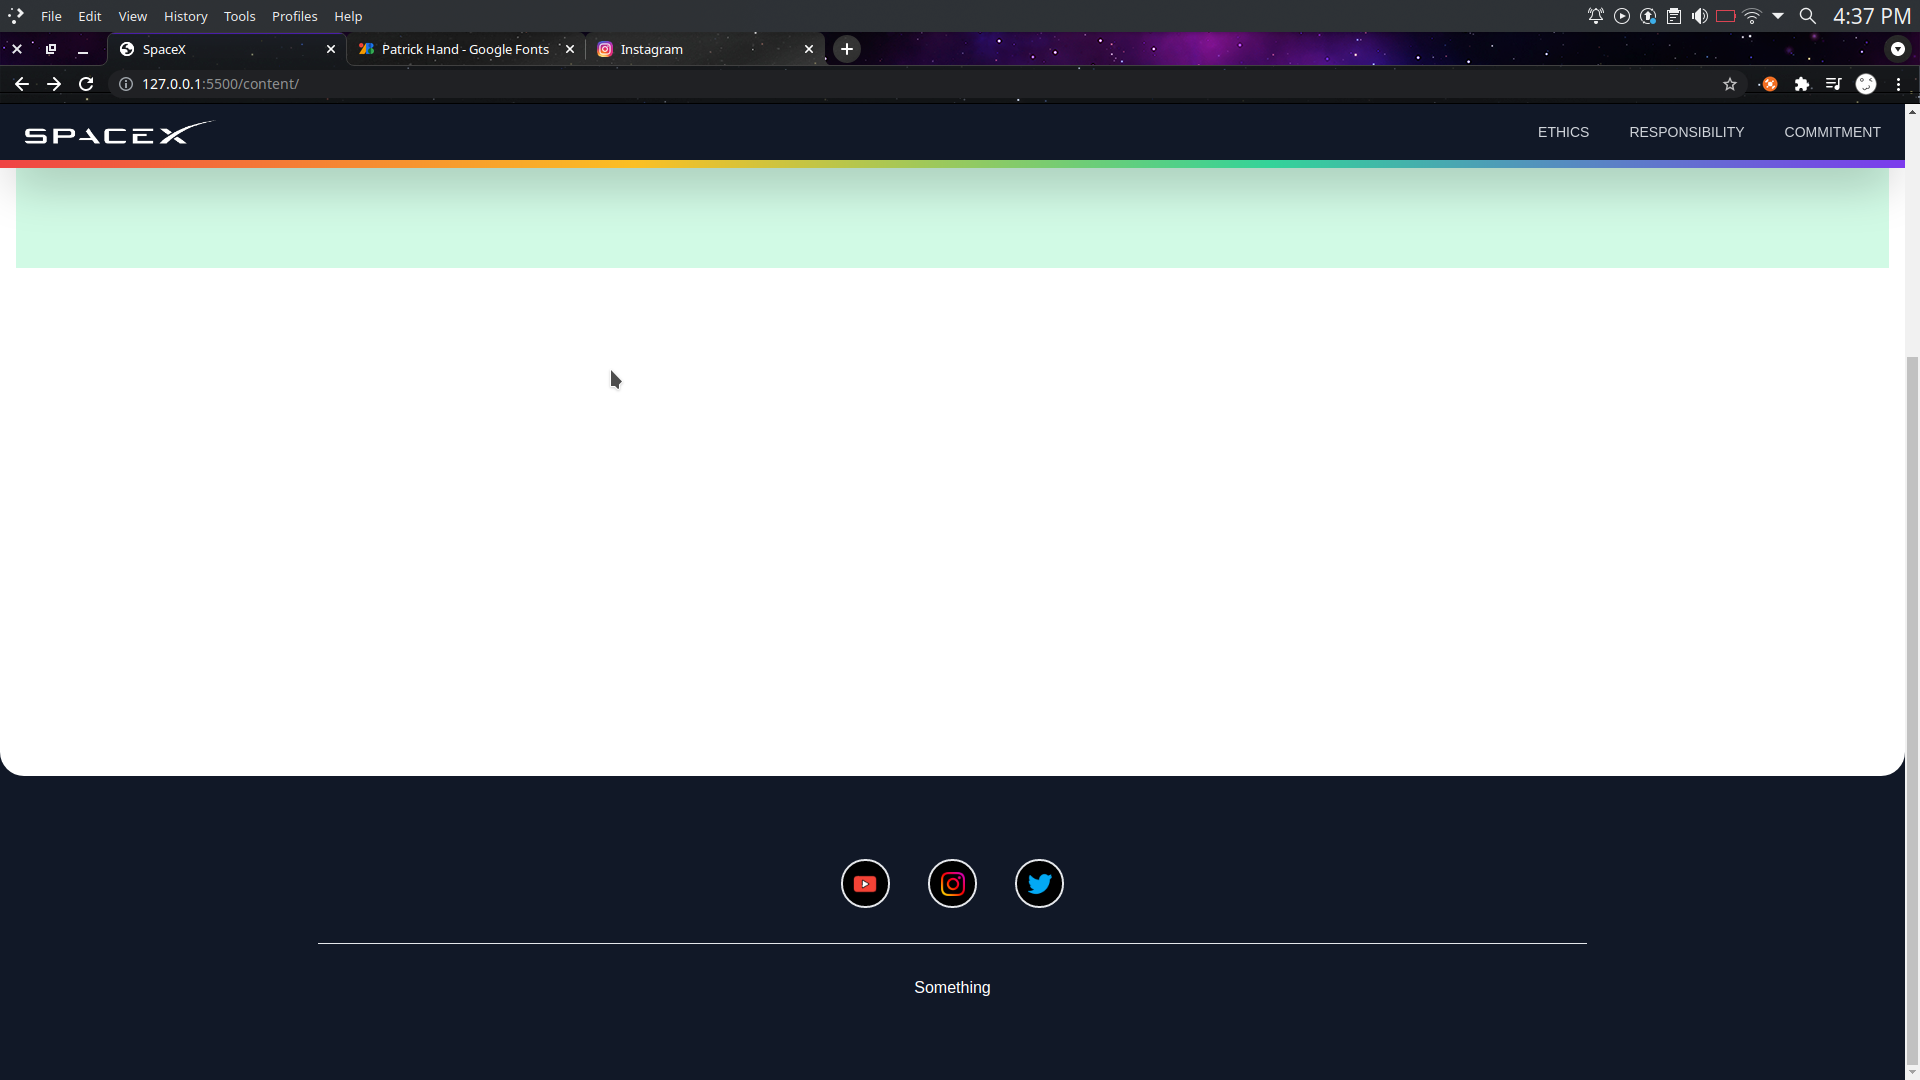 File Edit View History Tools Profiles Help 4:37 PM
SpaceX Patrick Hand - Google Fonts Instagram
127.0.0.1:5500/content/
SPACEX ETHICS RESPONSIBILITY COMMITMENT
Something